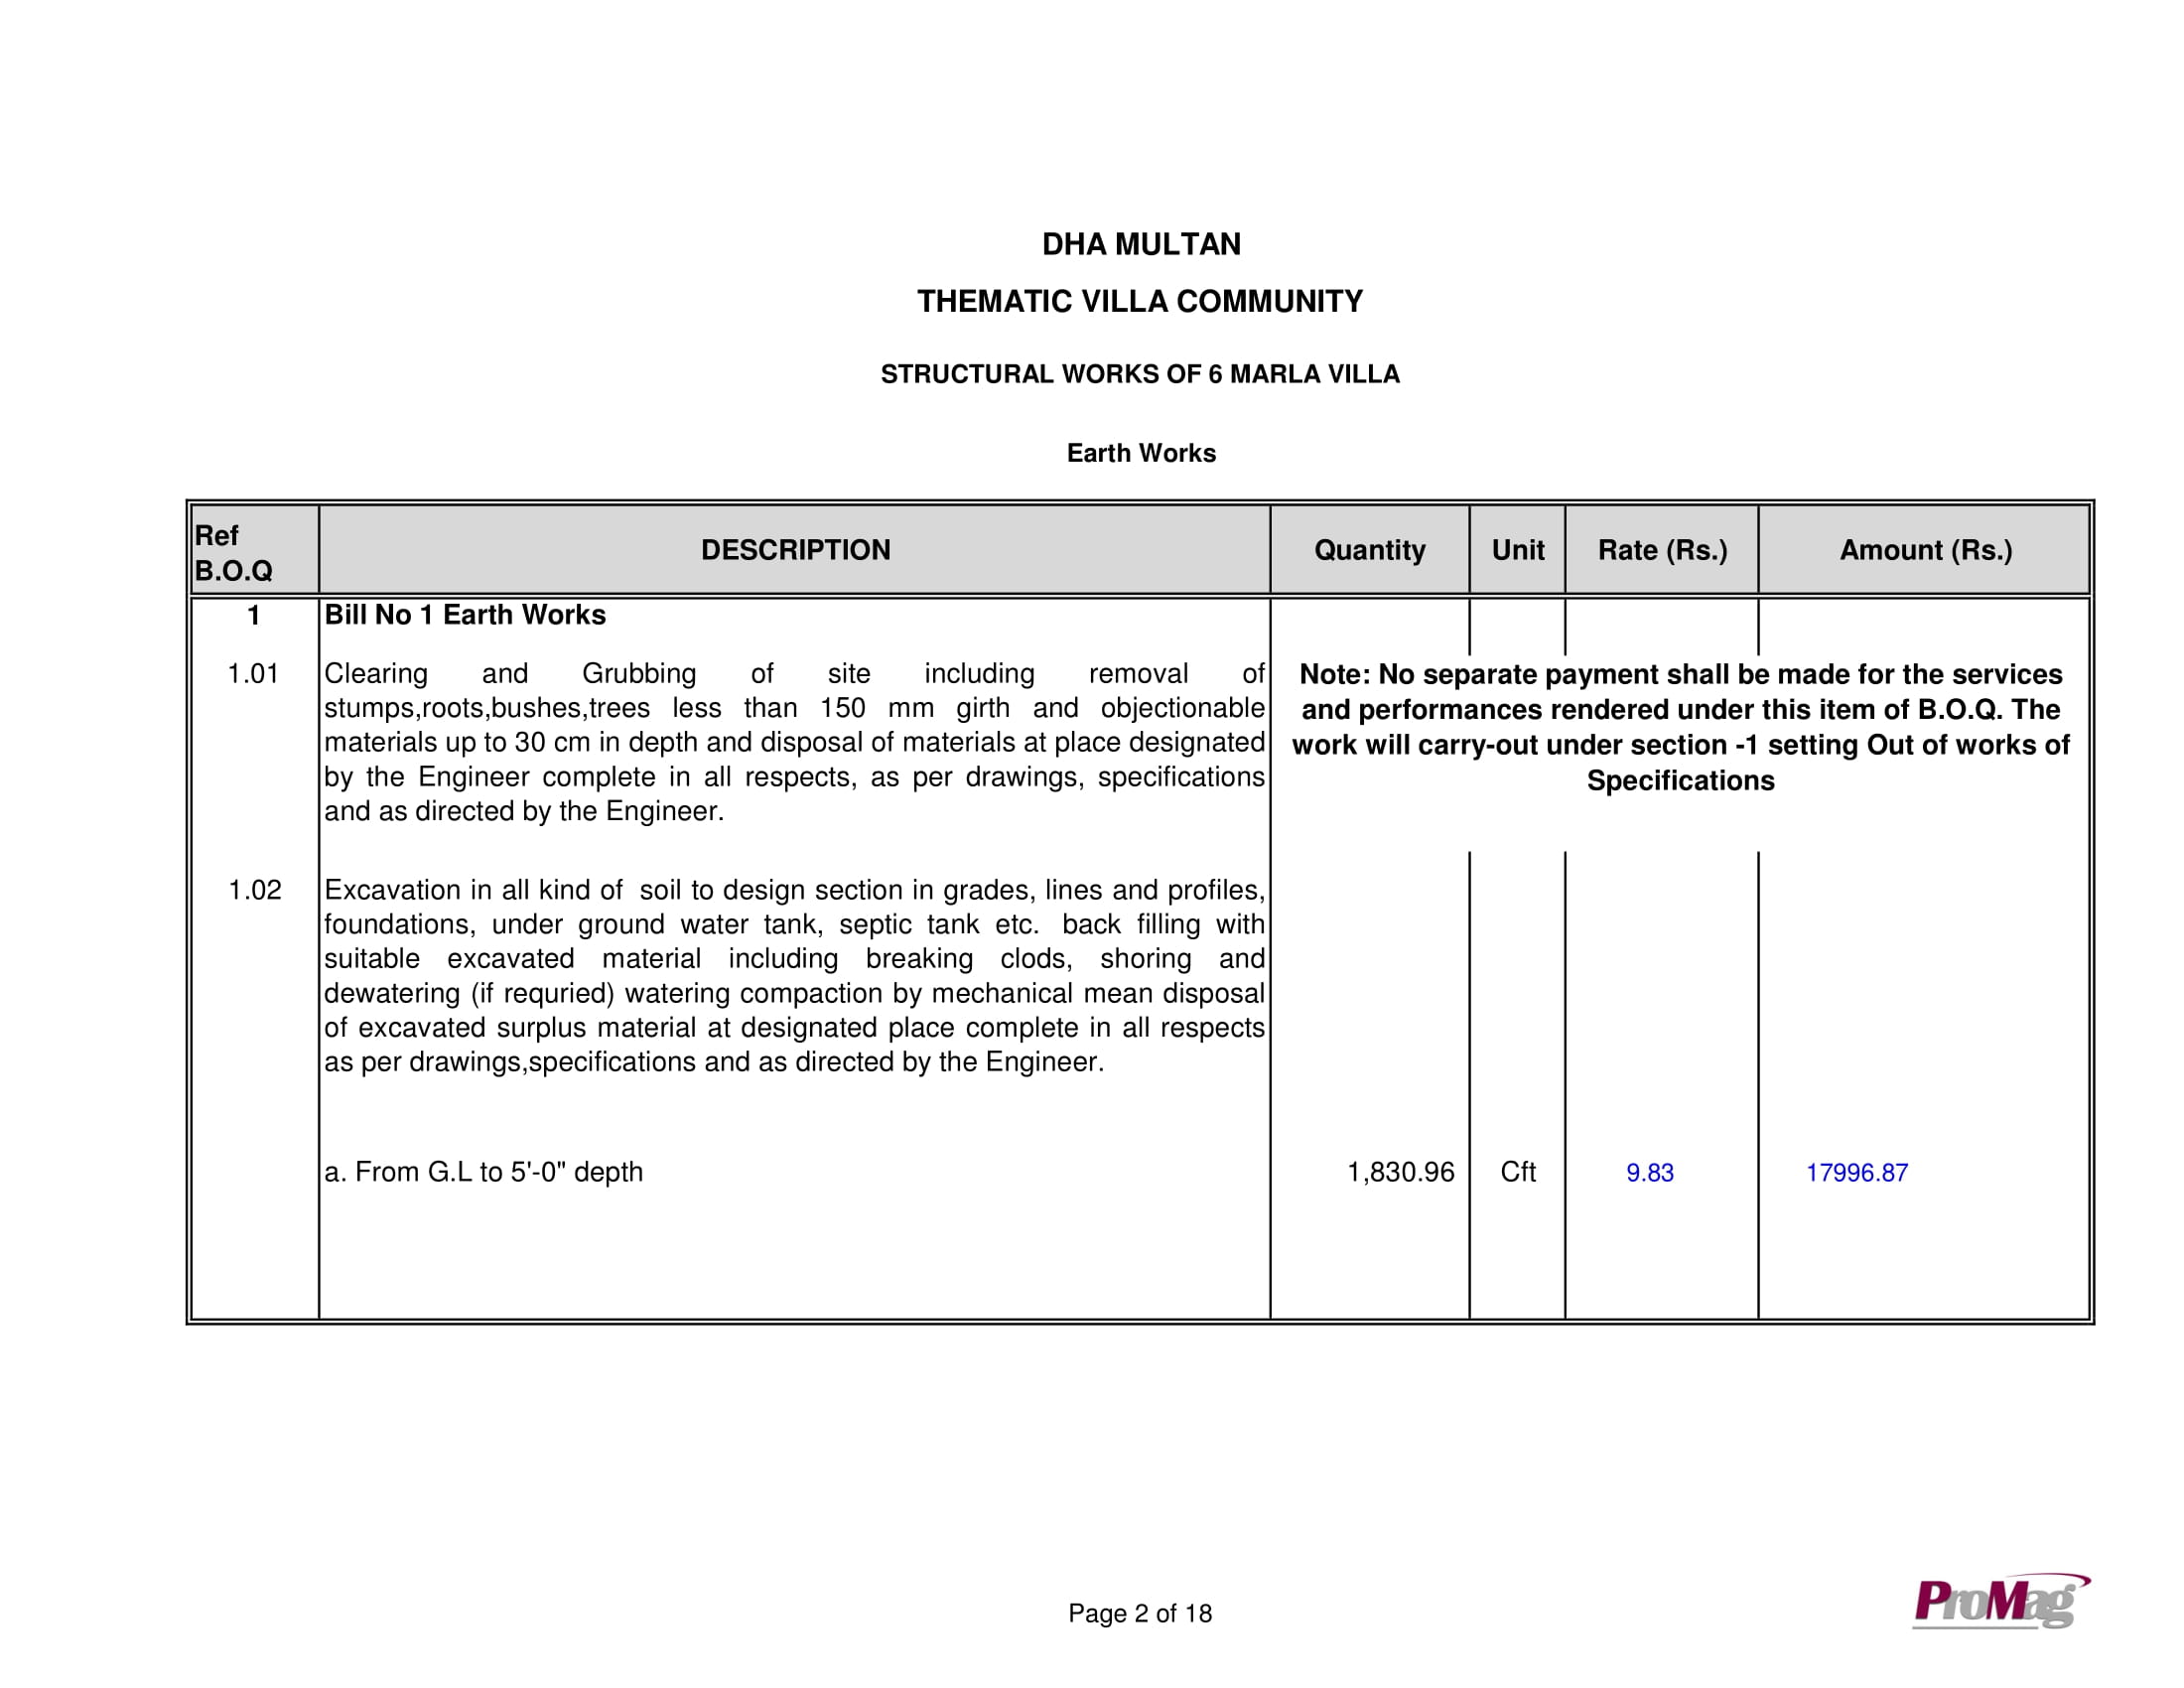 DHA MULTAN
THEMATIC VILLA COMMUNITY
STRUCTURAL WORKS OF 6 MARLA VILLA
Earth Works
Ref B.O.Q DESCRIPTION Quantity Unit Rate (Rs.) Amount (Rs.)
1 Bill No 1 Earth Works
1.01 Clearing and Grubbing of site including removal of
stumps,roots,bushes,trees less than 150 mm girth and objectionable
materials up to 30 cm in depth and disposal of materials at place designated
by the Engineer complete in all respects, as per drawings, specifications
and as directed by the Engineer.
Note: No separate payment shall be made for the services
and performances rendered under this item of B.O.Q. The
work will carry-out under section -1 setting Out of works of
Specifications
1.02 Excavation in all kind of soil to design section in grades, lines and profiles,
foundations, under ground water tank, septic tank etc. back filling with
suitable excavated material including breaking clods, shoring and
dewatering (if requried) watering compaction by mechanical mean disposal
of excavated surplus material at designated place complete in all respects
as per drawings,specifications and as directed by the Engineer.
a. From G.L to 5'-0" depth 1,830.96 Cft 9.83 17996.87
Page 2 of 18
ProMag